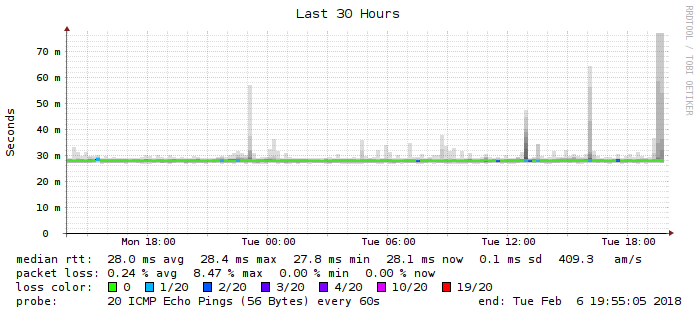 Last 30 Hours
RRDTOOL / TOBI OETIKER
Seconds
70 m
60 m
50 m
40 m
30 m
20 m
10 m
0
Mon 18:00 Tue 00:00 Tue 06:00 Tue 12:00 Tue 18:00
median rtt: 28.0 ms avg 28.4 ms max 27.8 ms min 28.1 ms now 0.1 ms sd 409.3 am/s
packet loss: 0.24 % avg 8.47 % max 0.00 % min 0.00 % now
loss color: 0 1/20 2/20 3/20 4/20 10/20 19/20
probe: 20 ICMP Echo Pings (56 Bytes) every 60s end: Tue Feb 6 19:55:05 2018